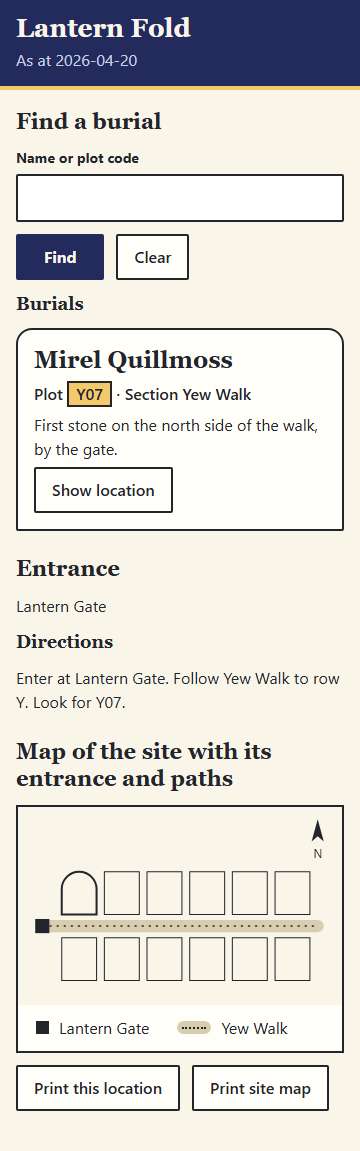 Lantern Fold
As at 2026-04-20
Find a burial
Name or plot code
Find
Clear
Burials
Mirel Quillmoss
Plot Y07 · Section Yew Walk
First stone on the north side of the walk,
by the gate.
Show location
Entrance
Lantern Gate
Directions
Enter at Lantern Gate. Follow Yew Walk to row
Y. Look for Y07.
Map of the site with its
entrance and paths
N
Lantern Gate
Yew Walk
Print this location
Print site map